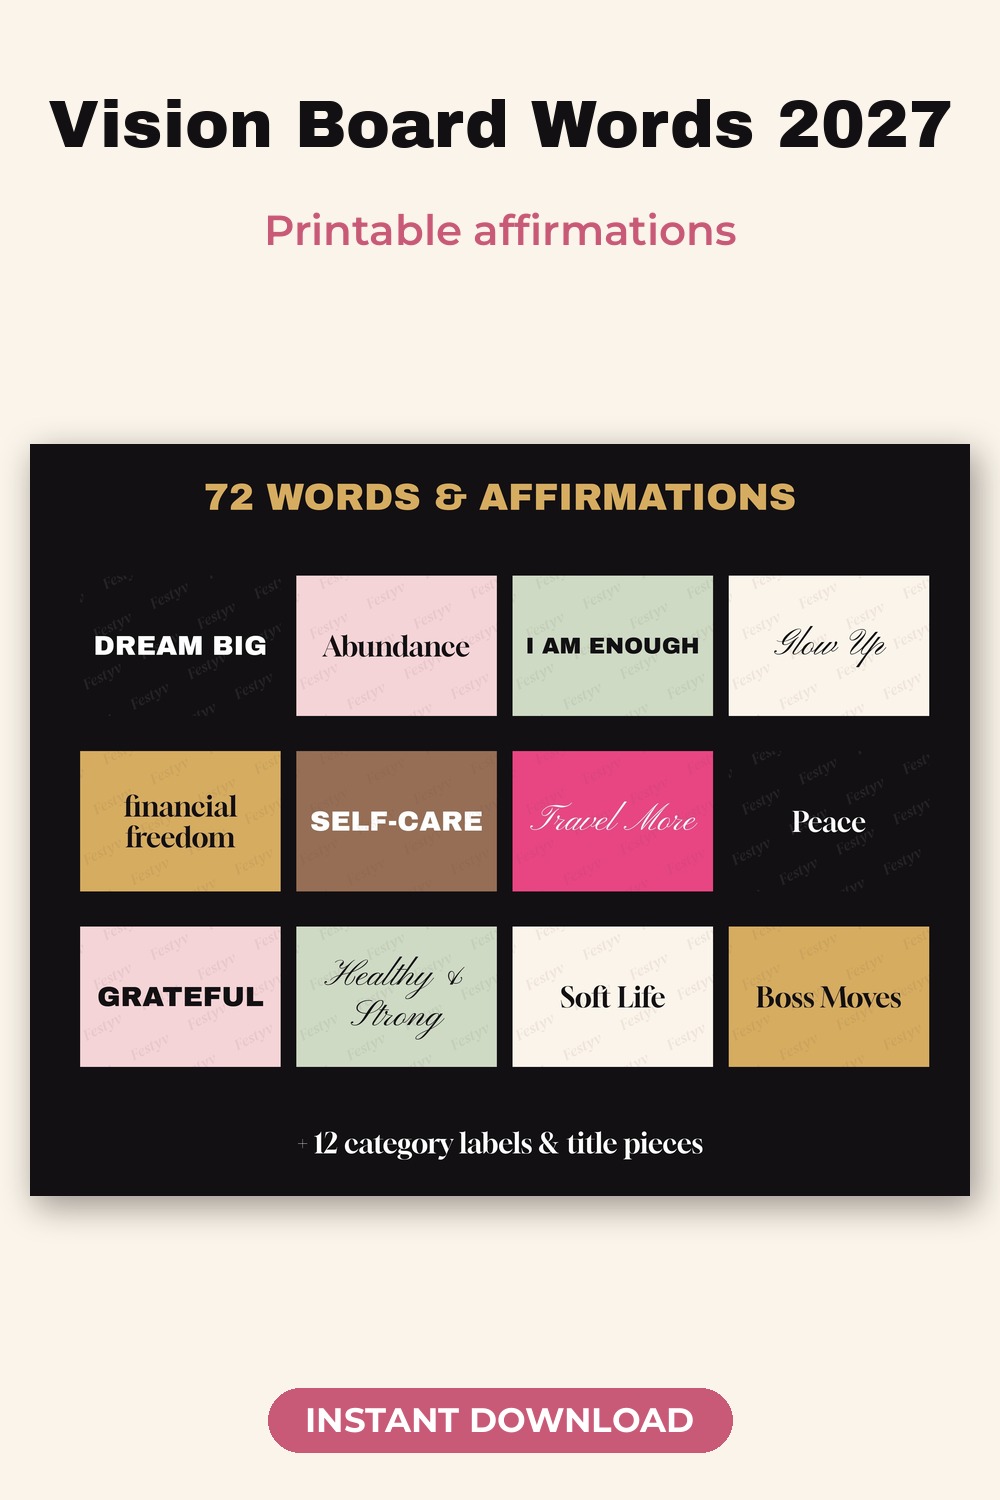 Vision Board Words 2027
Printable affirmations
72 WORDS & AFFIRMATIONS
DREAM BIG
Abundance
I AM ENOUGH
Glow Up
financial
freedom
SELF-CARE
Travel More
Peace
GRATEFUL
Healthy &
Strong
Soft Life
Boss Moves
+ 12 category labels & title pieces
INSTANT DOWNLOAD
Festyv